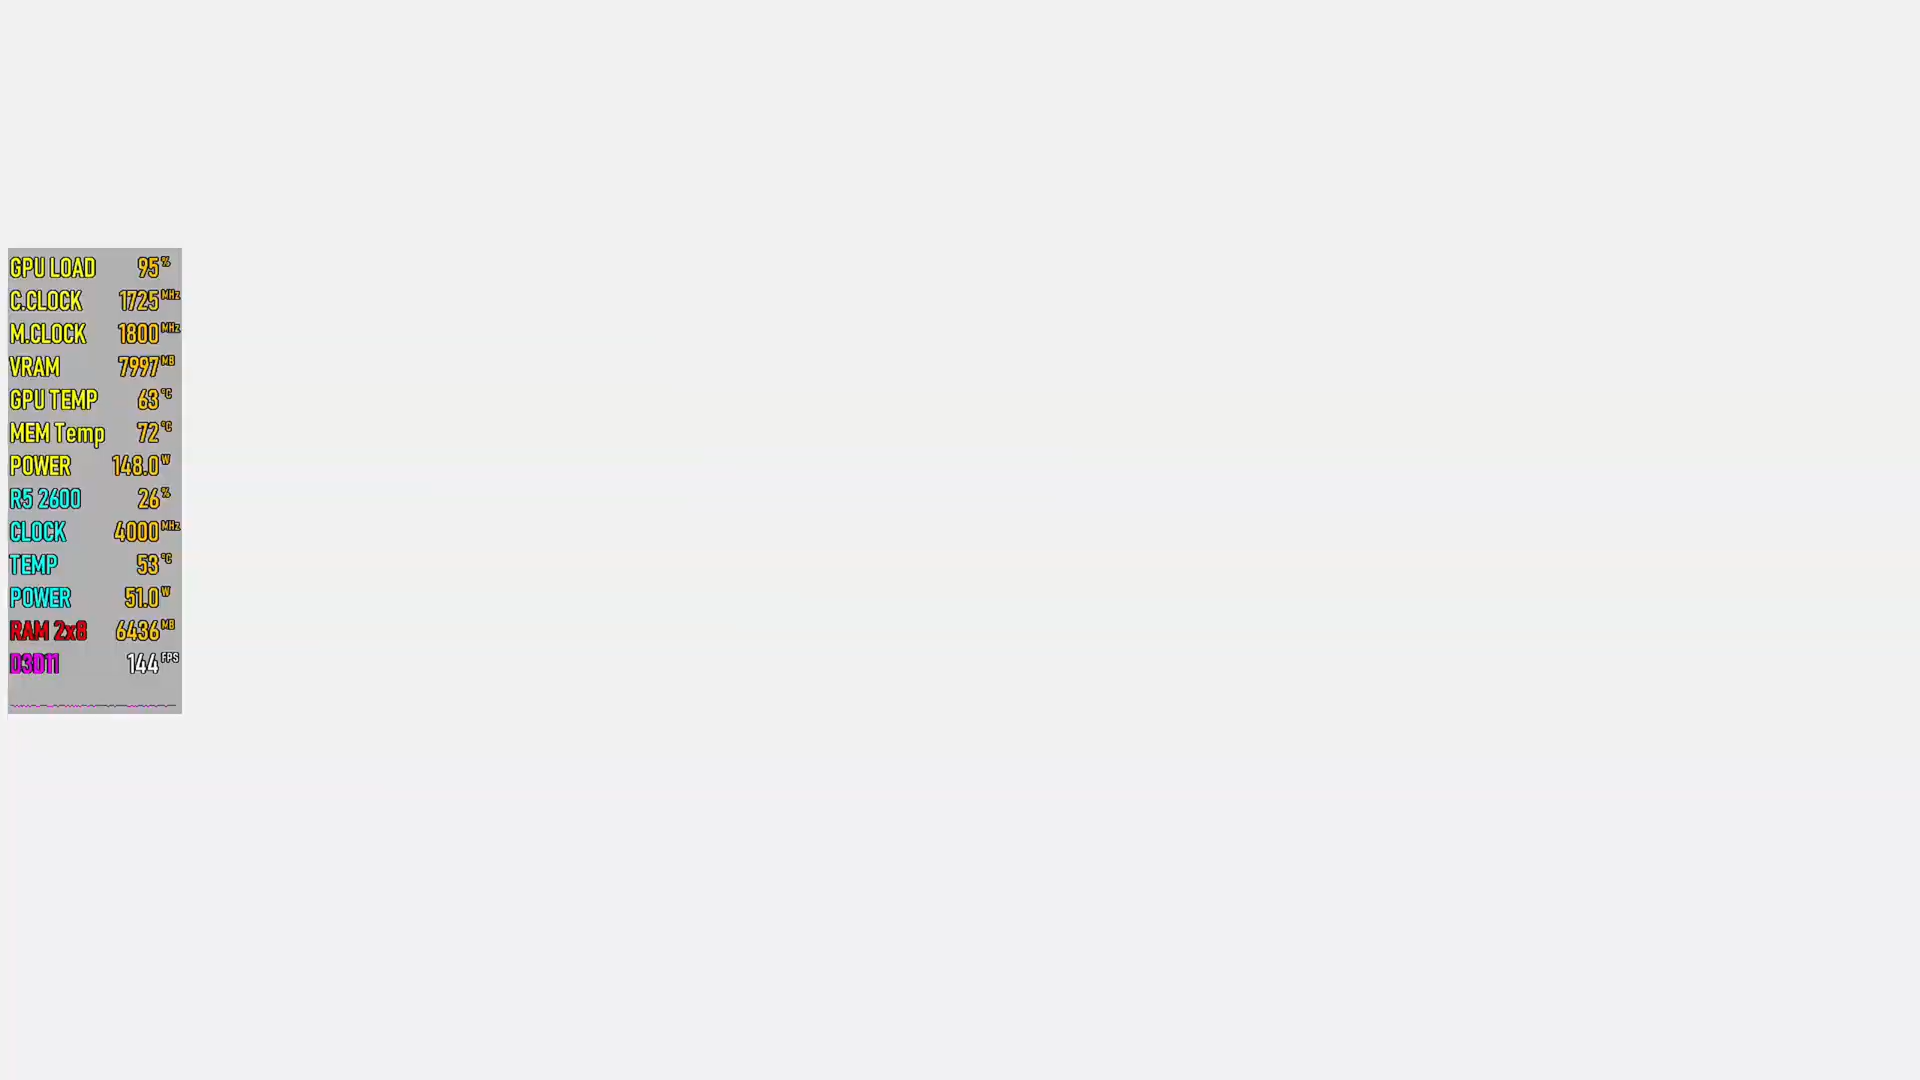 GPU LOAD 95 %
C.CLOCK 1725 MHz
M.CLOCK 1800 MHz
VRAM 7997 MB
GPU TEMP 63 °C
MEM Temp 72 °C
POWER 148.0 W
R5 2600 26 %
CLOCK 4000 MHz
TEMP 53 °C
POWER 51.0 W
RAM 2x8 6436 MB
D3D11 144 FPS